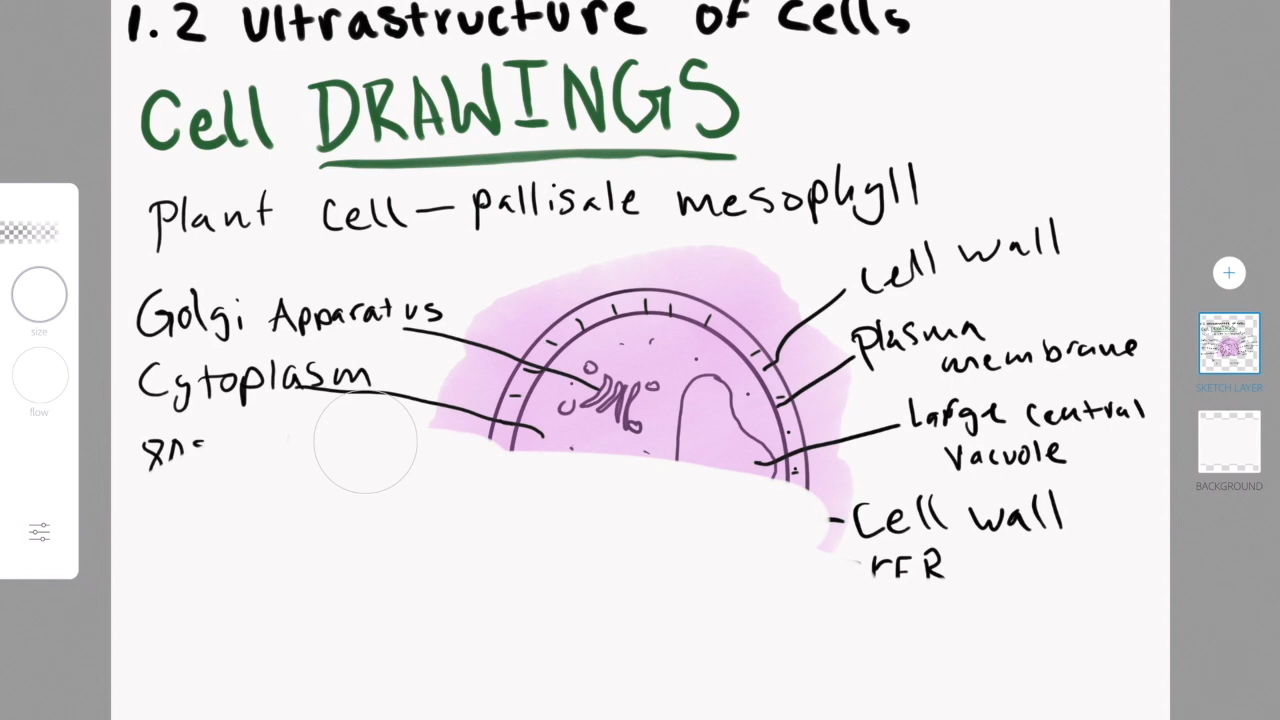 1.2 Ultrastructure of Cells
Cell DRAWINGS
Plant Cell - pallisale mesophyll
Cell wall
Golgi Apparatus
plasma
membrane
Cytoplasm
Large central
Vacuole
Cell wall
rER
size
flow
SKETCH LAYER
BACKGROUND